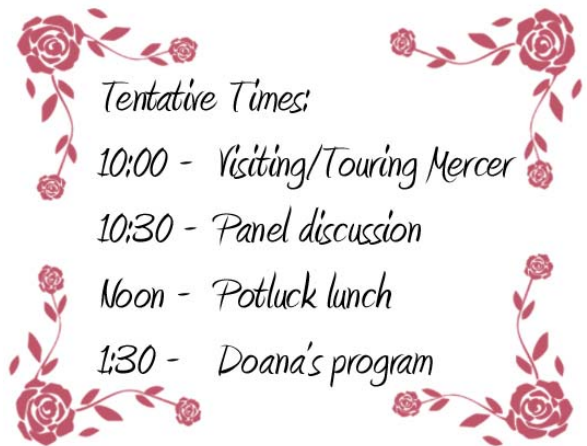 Tentative Times:
10:00 - Visiting/Touring Mercer
10:30 - Panel discussion
Noon - Potluck lunch
1:30 - Doana's program